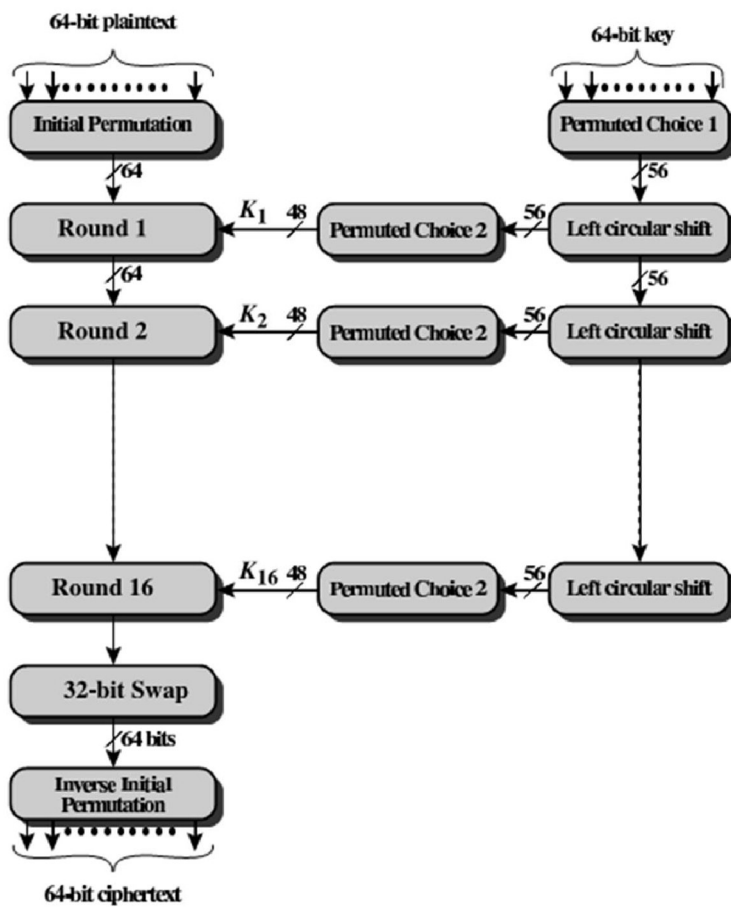 64-bit plaintext
64-bit key
Initial Permutation
Permuted Choice 1
64
56
Round 1
K1
48
Permuted Choice 2
56
Left circular shift
64
56
Round 2
K2
48
Permuted Choice 2
56
Left circular shift
Round 16
K16
48
Permuted Choice 2
56
Left circular shift
32-bit Swap
64 bits
Inverse Initial
Permutation
64-bit ciphertext